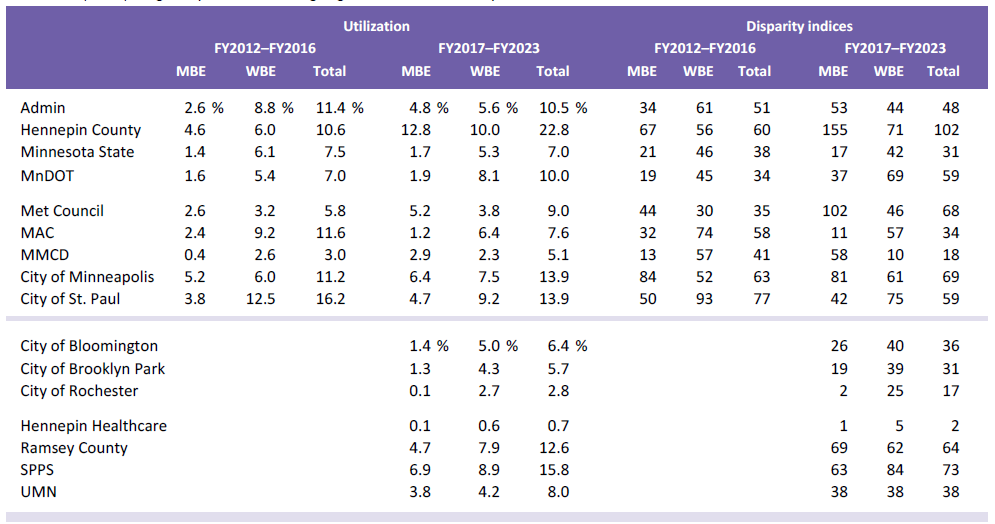 Utilization Disparity indices
FY2012–FY2016 FY2017–FY2023 FY2012–FY2016 FY2017–FY2023
MBE WBE Total MBE WBE Total MBE WBE Total MBE WBE Total
Admin 2.6 % 8.8 % 11.4 % 4.8 % 5.6 % 10.5 % 34 61 51 53 44 48
Hennepin County 4.6 6.0 10.6 12.8 10.0 22.8 67 56 60 155 71 102
Minnesota State 1.4 6.1 7.5 1.7 5.3 7.0 21 46 38 17 42 31
MnDOT 1.6 5.4 7.0 1.9 8.1 10.0 19 45 34 37 69 59
Met Council 2.6 3.2 5.8 5.2 3.8 9.0 44 30 35 102 46 68
MAC 2.4 9.2 11.6 1.2 6.4 7.6 32 74 58 11 57 34
MMCD 0.4 2.6 3.0 2.9 2.3 5.1 13 57 41 58 10 18
City of Minneapolis 5.2 6.0 11.2 6.4 7.5 13.9 84 52 63 81 61 69
City of St. Paul 3.8 12.5 16.2 4.7 9.2 13.9 50 93 77 42 75 59
City of Bloomington 1.4 % 5.0 % 6.4 % 26 40 36
City of Brooklyn Park 1.3 4.3 5.7 19 39 31
City of Rochester 0.1 2.7 2.8 2 25 17
Hennepin Healthcare 0.1 0.6 0.7 1 5 2
Ramsey County 4.7 7.9 12.6 69 62 64
SPPS 6.9 8.9 15.8 63 84 73
UMN 3.8 4.2 8.0 38 38 38